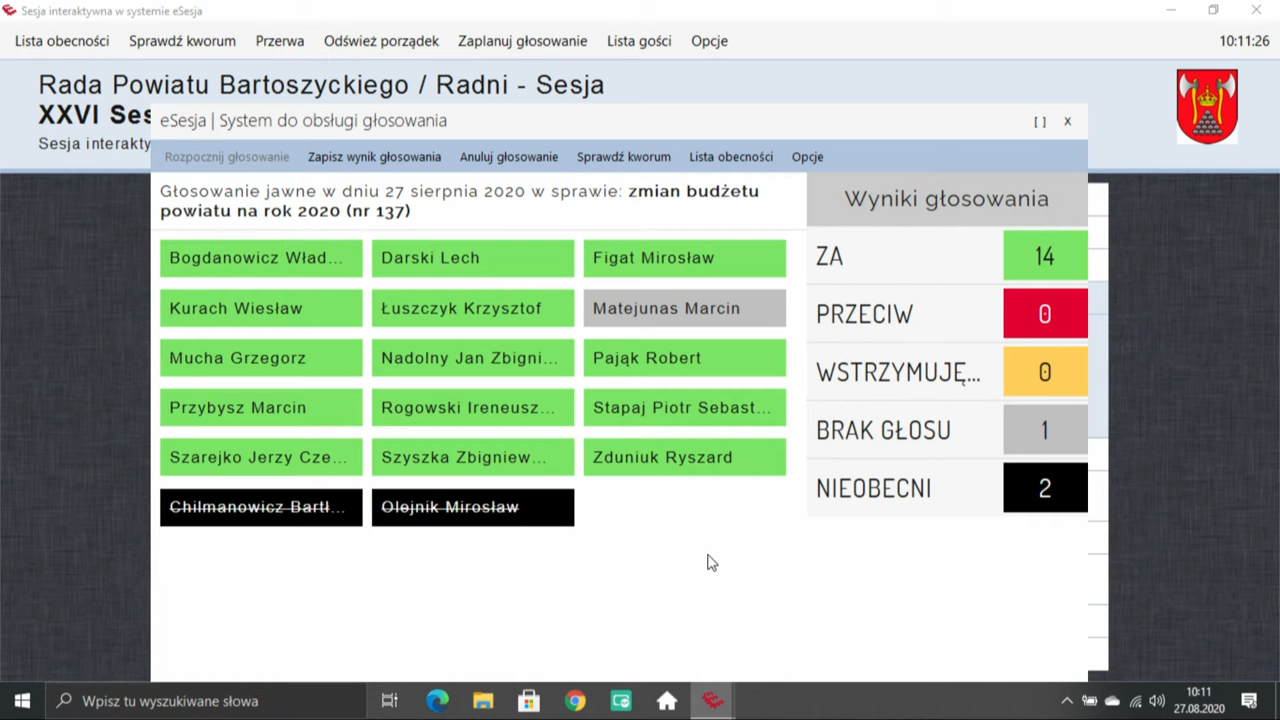 Sesja interaktywna w systemie eSesja
Lista obecności Sprawdź kworum Przerwa Odśwież porządek Zaplanuj głosowanie Lista gości Opcje 10:11:26
Rada Powiatu Bartoszyckiego / Radni - Sesja
XXVI Ses
Sesja interakty
eSesja | System do obsługi głosowania [ ] X
Rozpocznij głosowanie Zapisz wynik głosowania Anuluj głosowanie Sprawdź kworum Lista obecności Opcje
Głosowanie jawne w dniu 27 sierpnia 2020 w sprawie: zmian budżetu
powiatu na rok 2020 (nr 137)
Bogdanowicz Wład... Darski Lech Figat Mirosław
Kurach Wiesław Łuszczyk Krzysztof Matejunas Marcin
Mucha Grzegorz Nadolny Jan Zbigni... Pająk Robert
Przybysz Marcin Rogowski Ireneusz... Stapaj Piotr Sebast...
Szarejko Jerzy Cze... Szyszka Zbigniew... Zduniuk Ryszard
Chilmanowicz Bartł... Olejnik Mirosław
Wyniki głosowania
ZA 14
PRZECIW 0
WSTRZYMUJĘ... 0
BRAK GŁOSU 1
NIEOBECNI 2
Wpisz tu wyszukiwane słowa
10:11
27.08.2020